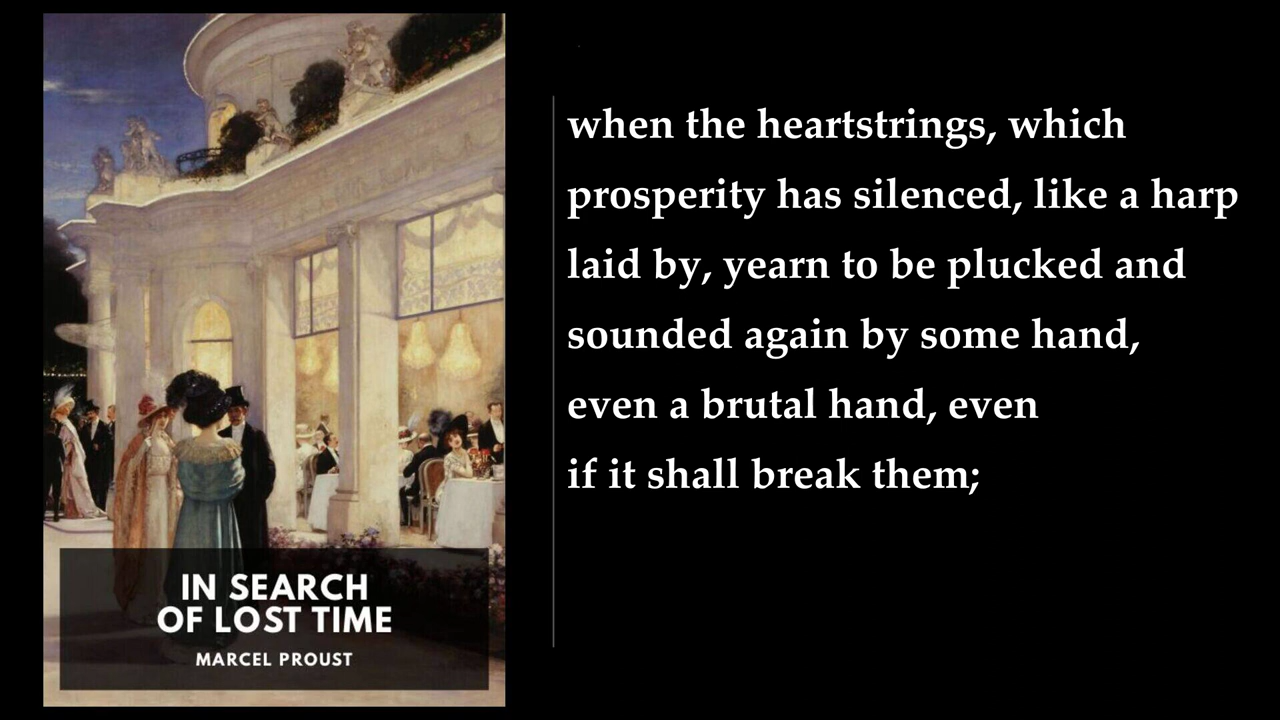 IN SEARCH
OF LOST TIME
MARCEL PROUST
when the heartstrings, which
prosperity has silenced, like a harp
laid by, yearn to be plucked and
sounded again by some hand,
even a brutal hand, even
if it shall break them;